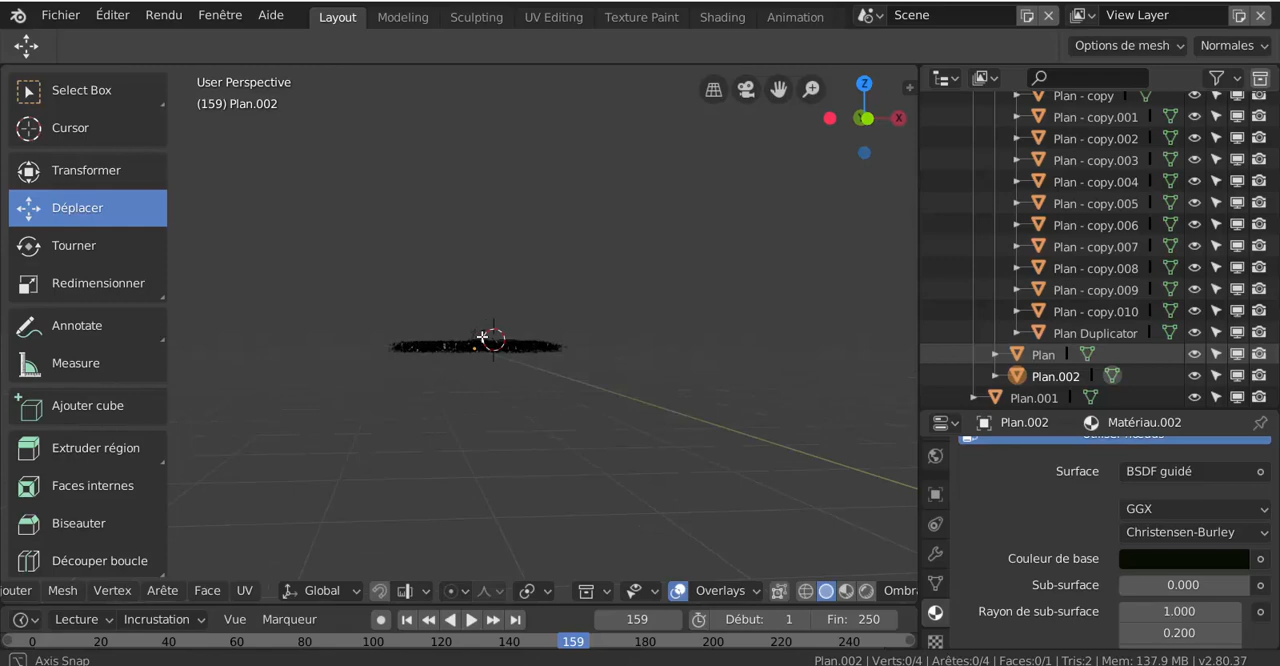 Fichier Éditer Rendu Fenêtre Aide Layout Modeling Sculpting UV Editing Texture Paint Shading Animation Scene View Layer
Options de mesh Normales
Select Box
Cursor
Transformer
Déplacer
Tourner
Redimensionner
Annotate
Measure
Ajouter cube
Extruder région
Faces internes
Biseauter
Découper boucle
User Perspective
(159) Plan.002
Z
Y
X
Plan - copy
Plan - copy.001
Plan - copy.002
Plan - copy.003
Plan - copy.004
Plan - copy.005
Plan - copy.006
Plan - copy.007
Plan - copy.008
Plan - copy.009
Plan - copy.010
Plan Duplicator
Plan
Plan.002
Plan.001
Plan.002 Matériau.002
Surface BSDF guidé
GGX
Christensen-Burley
Couleur de base
Sub-surface 0.000
Rayon de sub-surface 1.000
0.200
jouter Mesh Vertex Arête Face UV Global Overlays Ombra
Lecture Incrustation Vue Marqueur 159 Début: 1 Fin: 250
0 20 40 60 80 100 120 140 159 180 200 220 240
Axis Snap Plan.002 | Verts:0/4 | Arêtes:0/4 | Faces:0/1 | Tris:2 | Mem: 137.9 MB | v2.80.37